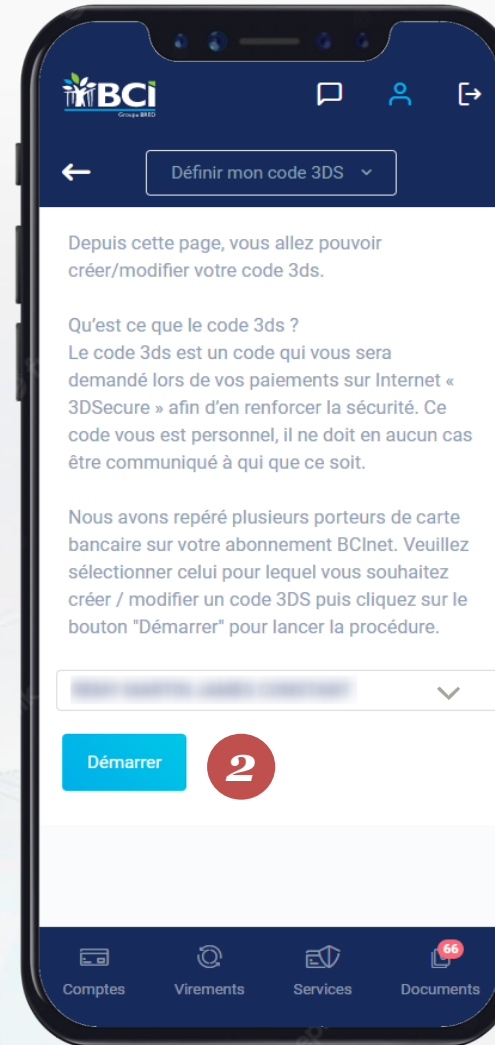 BCI
Groupe BRED
Définir mon code 3DS
Depuis cette page, vous allez pouvoir
créer/modifier votre code 3ds.
Qu'est ce que le code 3ds ?
Le code 3ds est un code qui vous sera
demandé lors de vos paiements sur Internet «
3DSecure » afin d'en renforcer la sécurité. Ce
code vous est personnel, il ne doit en aucun cas
être communiqué à qui que ce soit.
Nous avons repéré plusieurs porteurs de carte
bancaire sur votre abonnement BCInet. Veuillez
sélectionner celui pour lequel vous souhaitez
créer / modifier un code 3DS puis cliquez sur le
bouton "Démarrer" pour lancer la procédure.
Démarrer
2
66
Comptes Virements Services Documents